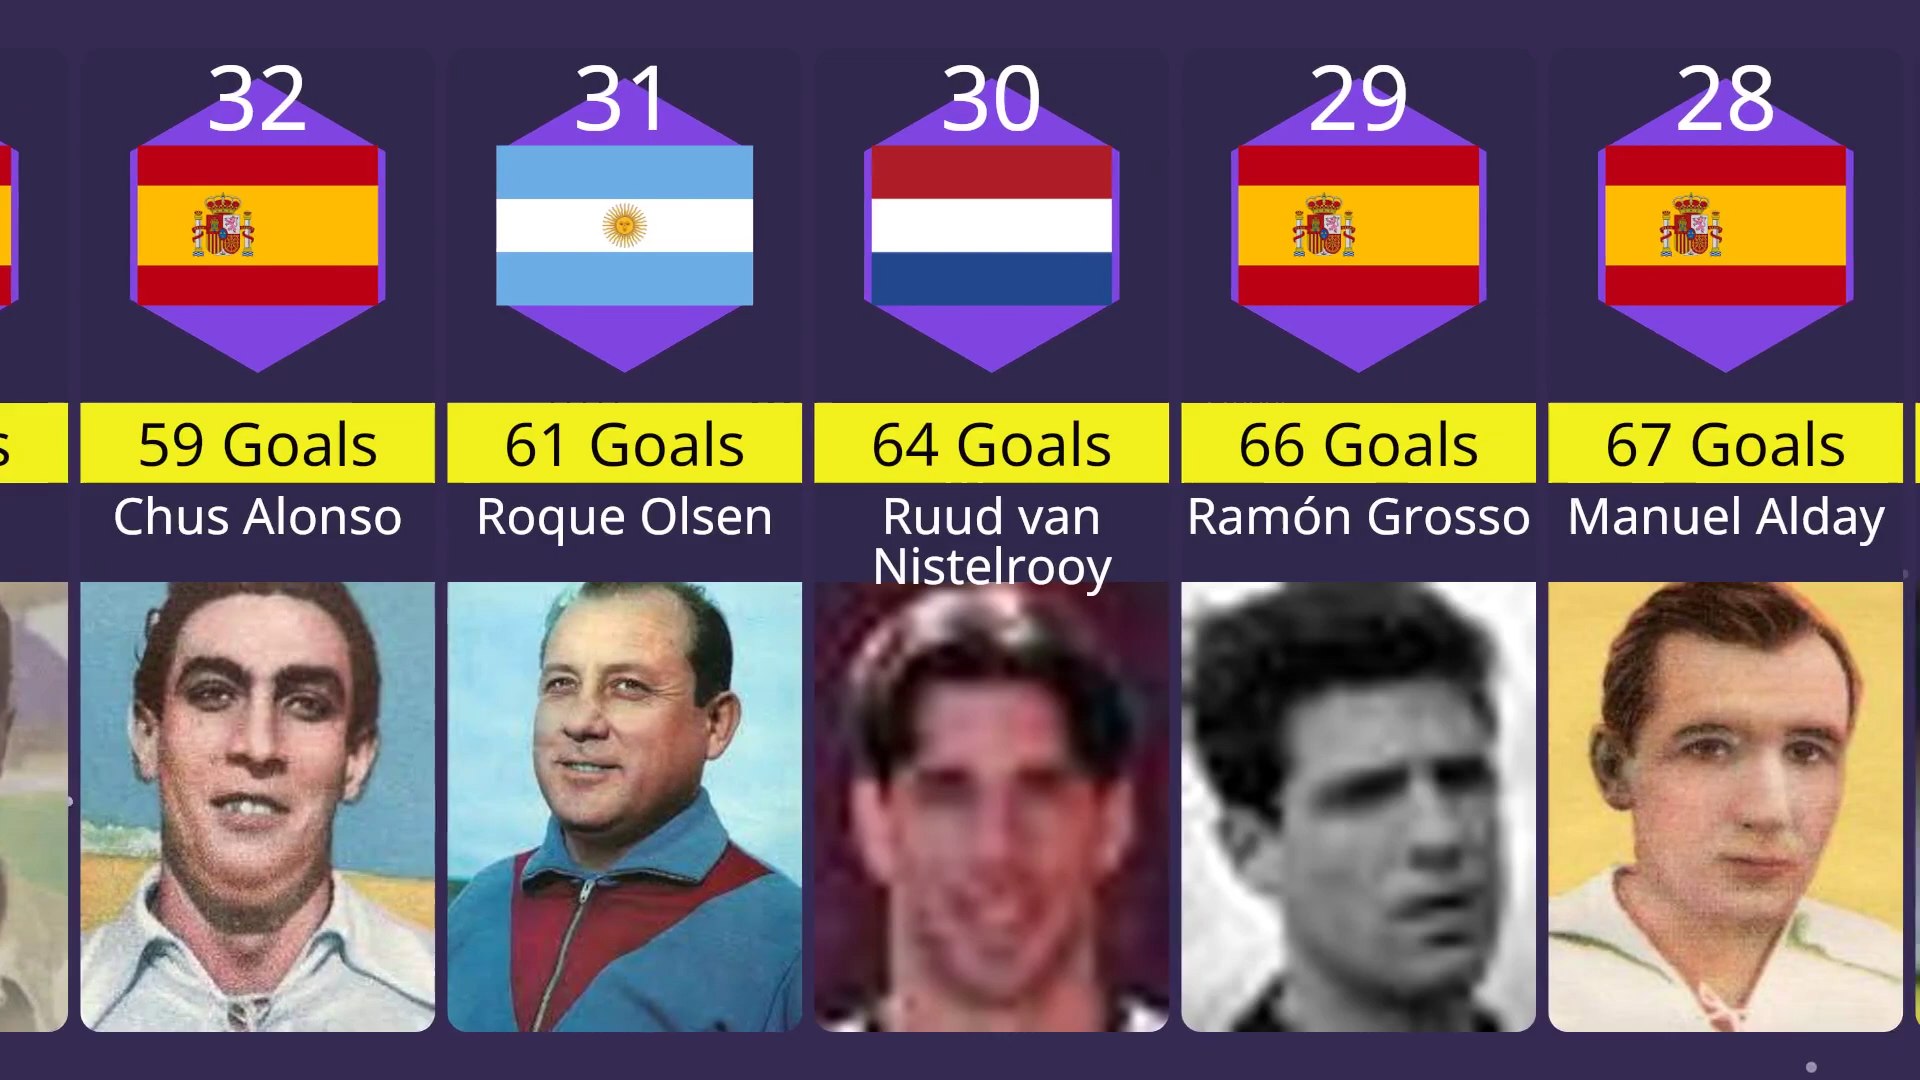 32
31
30
29
28
s
59 Goals
61 Goals
64 Goals
66 Goals
67 Goals
Chus Alonso
Roque Olsen
Ruud van
Nistelrooy
Ramón Grosso
Manuel Alday